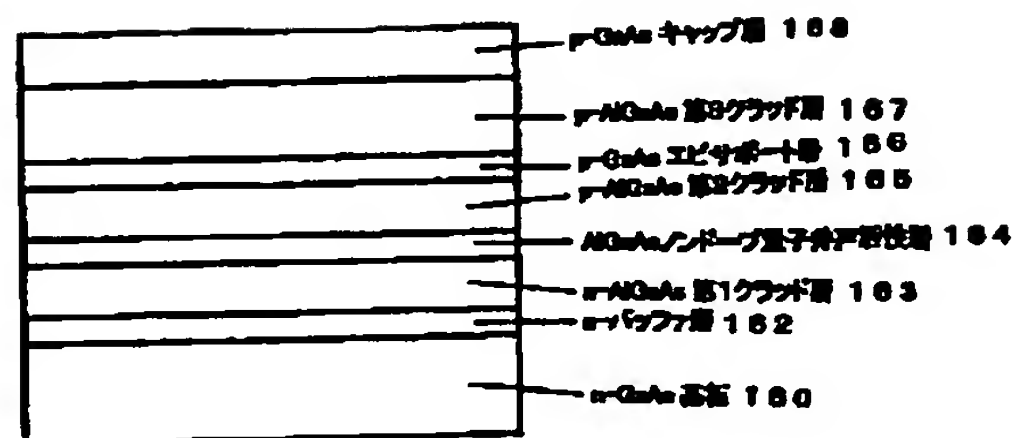 p-GaAs キャップ層 168
p-AlGaAs 第3クラッド層 167
p-GaAs エピサポート層 166
p-AlGaAs 第2クラッド層 165
AlGaAsノンドープ量子井戸活性層 164
n-AlGaAs 第1クラッド層 163
n-バッファ層 162
n-GaAs 基板 160